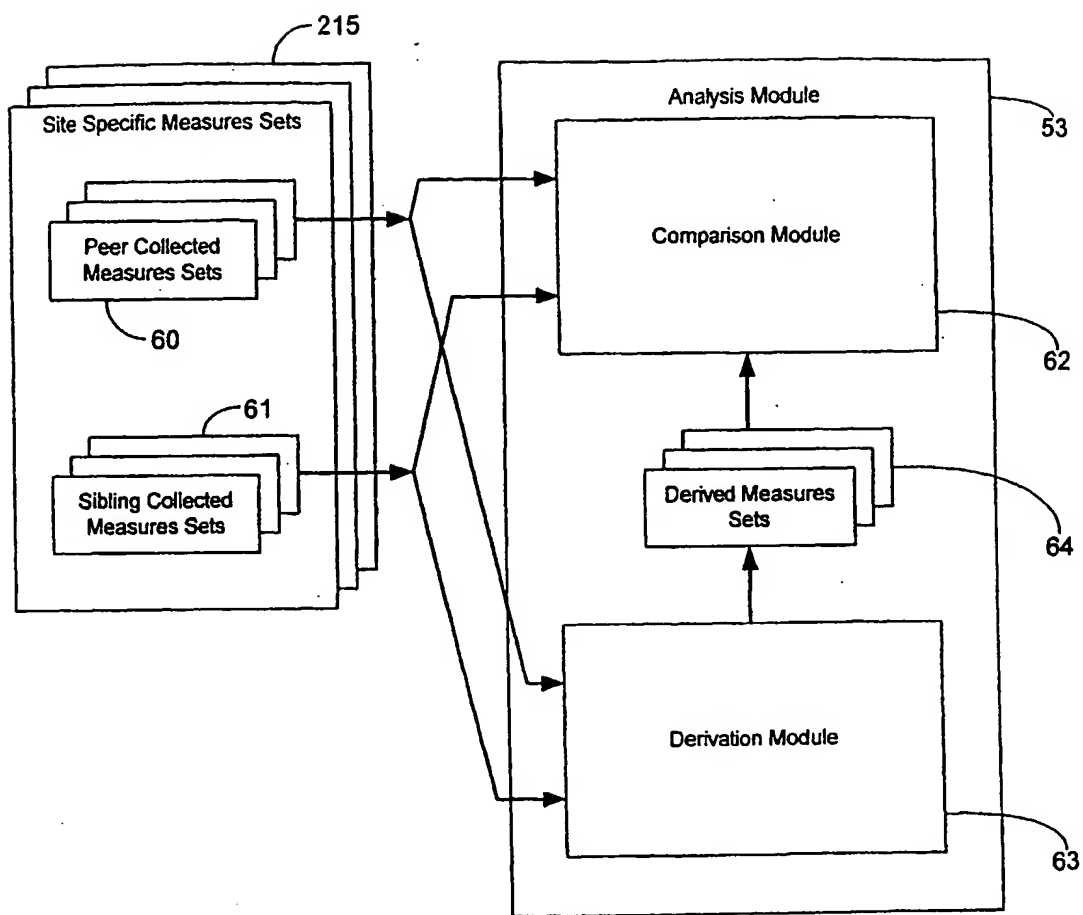 215
Site Specific Measures Sets
Peer Collected
Measures Sets
60
61
Sibling Collected
Measures Sets
Analysis Module
53
Comparison Module
62
Derived Measures
Sets
64
Derivation Module
63